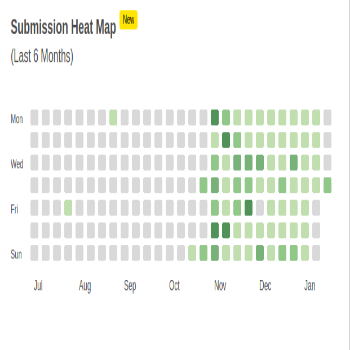 Submission Heat Map New
(Last 6 Months)
Mon
Wed
Fri
Sun
Jul Aug Sep Oct Nov Dec Jan